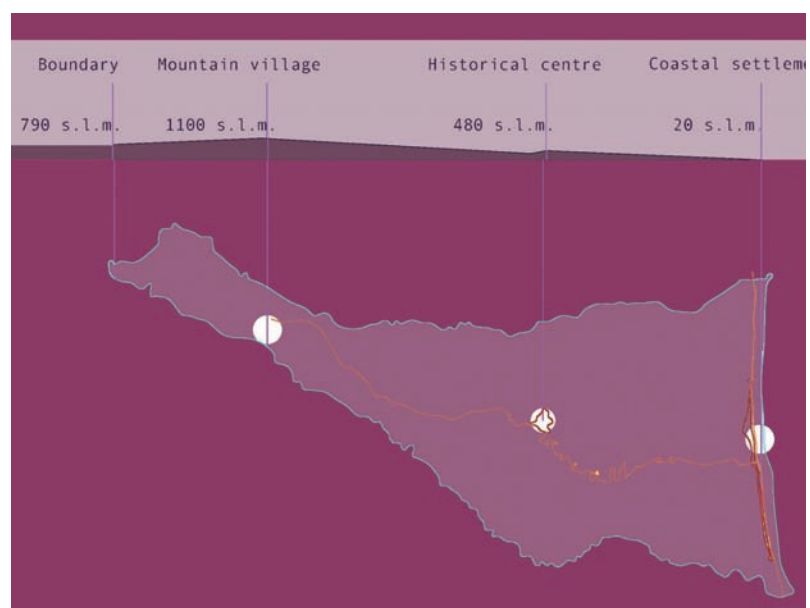 Boundary Mountain village Historical centre Coastal settleme
790 s.l.m. 1100 s.l.m. 480 s.l.m. 20 s.l.m.